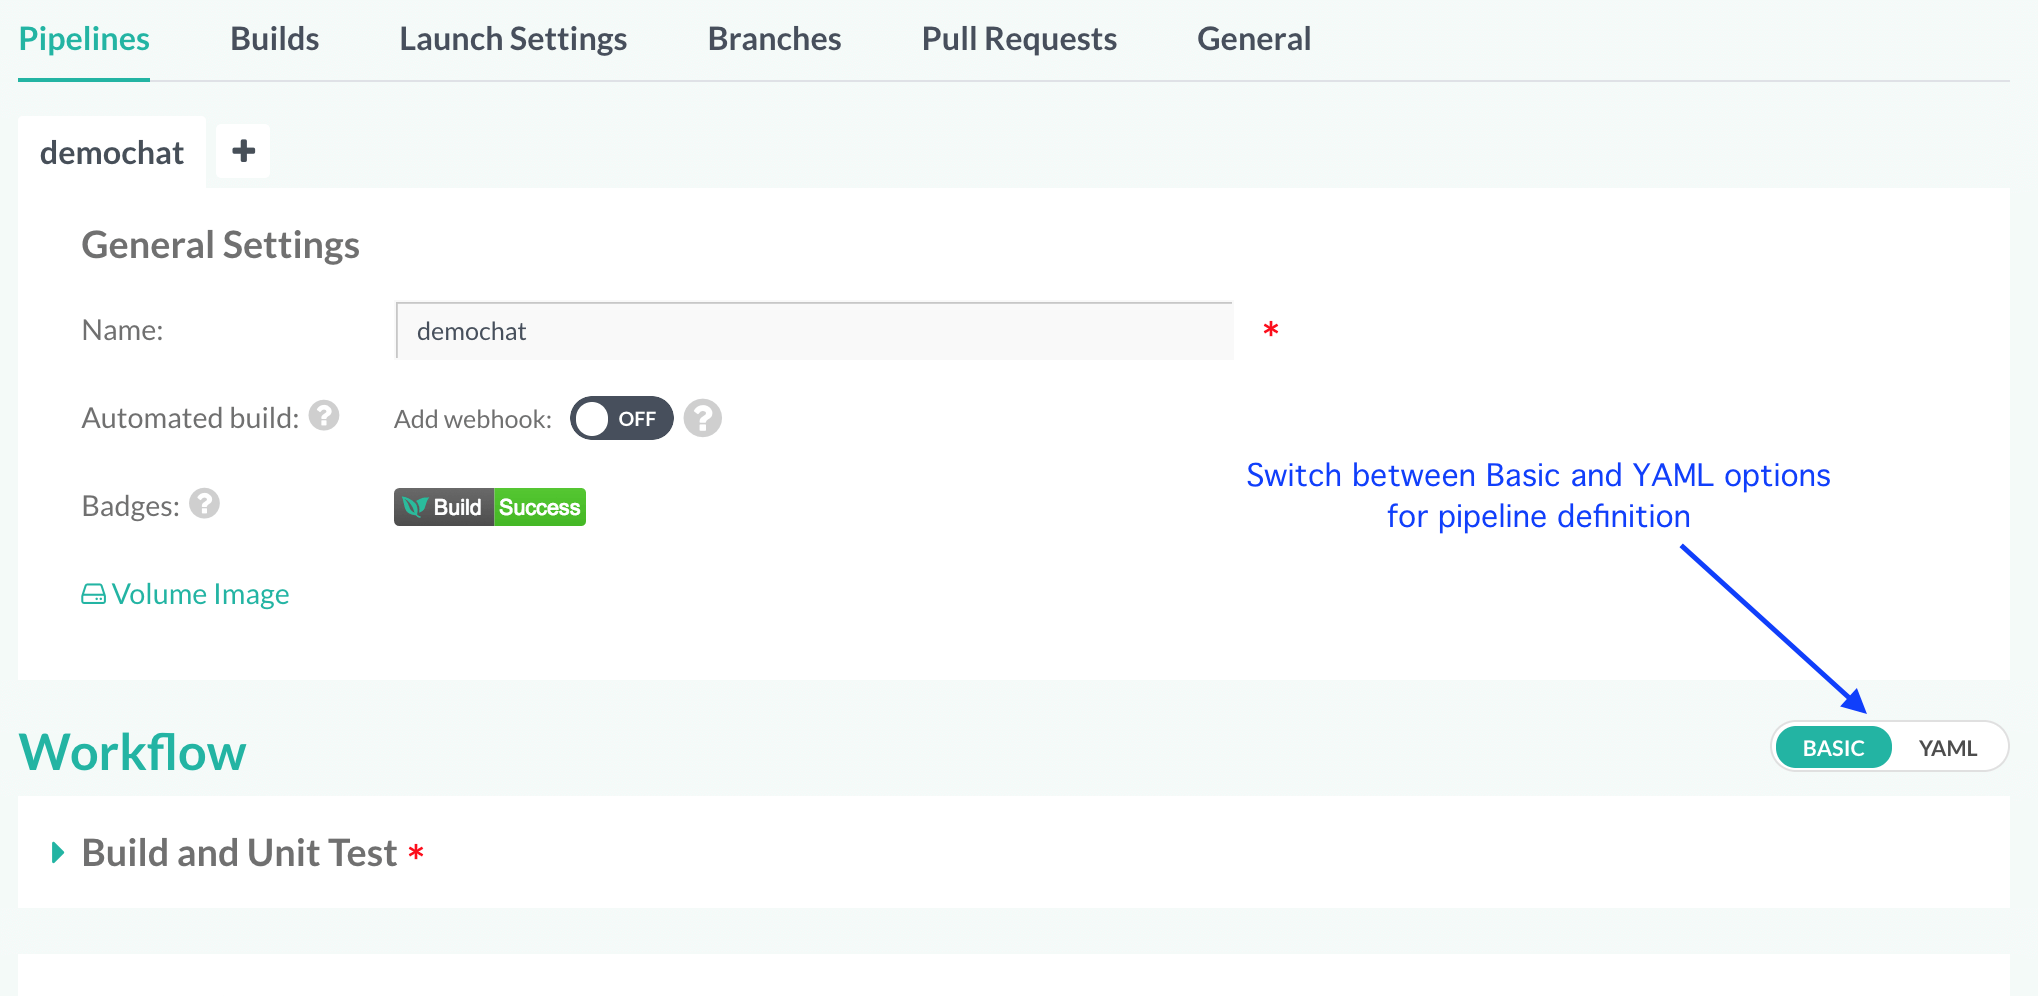 Pipelines Builds Launch Settings Branches Pull Requests General
demochat +
General Settings
Name: demochat *
Automated build: ? Add webhook: OFF ?
Switch between Basic and YAML options
for pipeline definition
Badges: ? Build Success
Volume Image
Workflow BASIC YAML
Build and Unit Test *